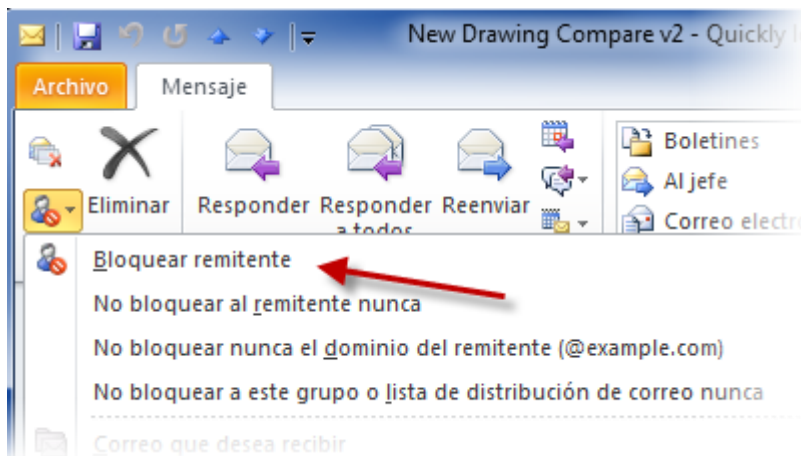 New Drawing Compare v2 - Quickly
Archivo Mensaje
Eliminar
Responder
Responder a todos
Reenviar
Boletines
Al jefe
Correo electr
Bloquear remitente
No bloquear al remitente nunca
No bloquear nunca el dominio del remitente (@example.com)
No bloquear a este grupo o lista de distribución de correo nunca
Correo que desea recibir